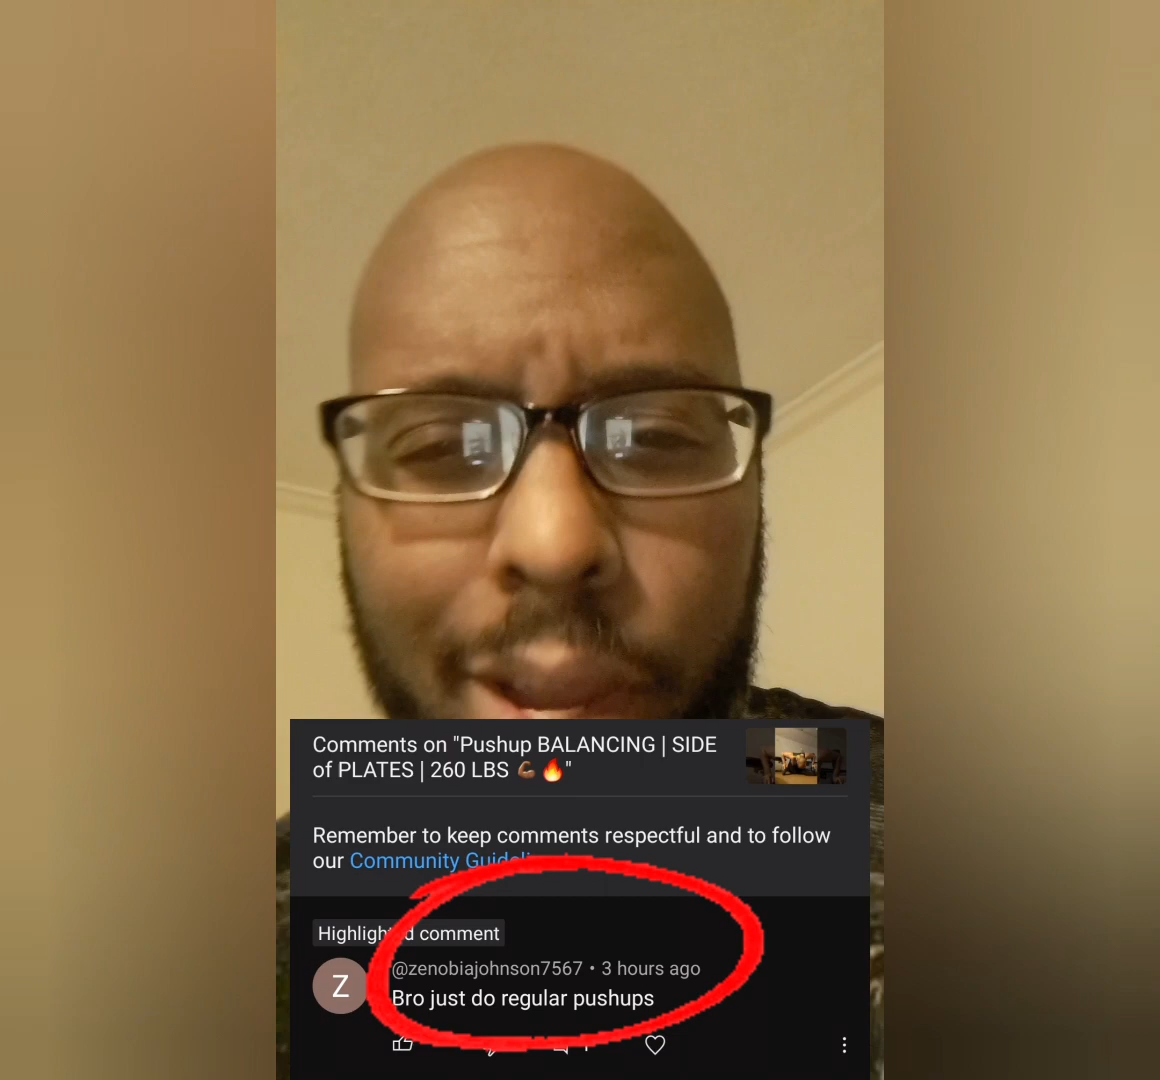 Comments on "Pushup BALANCING | SIDE
of PLATES | 260 LBS 💪🏾🔥"
Remember to keep comments respectful and to follow
our Community
Highlighted comment
Z
@zenobiajohnson7567 • 3 hours ago
Bro just do regular pushups